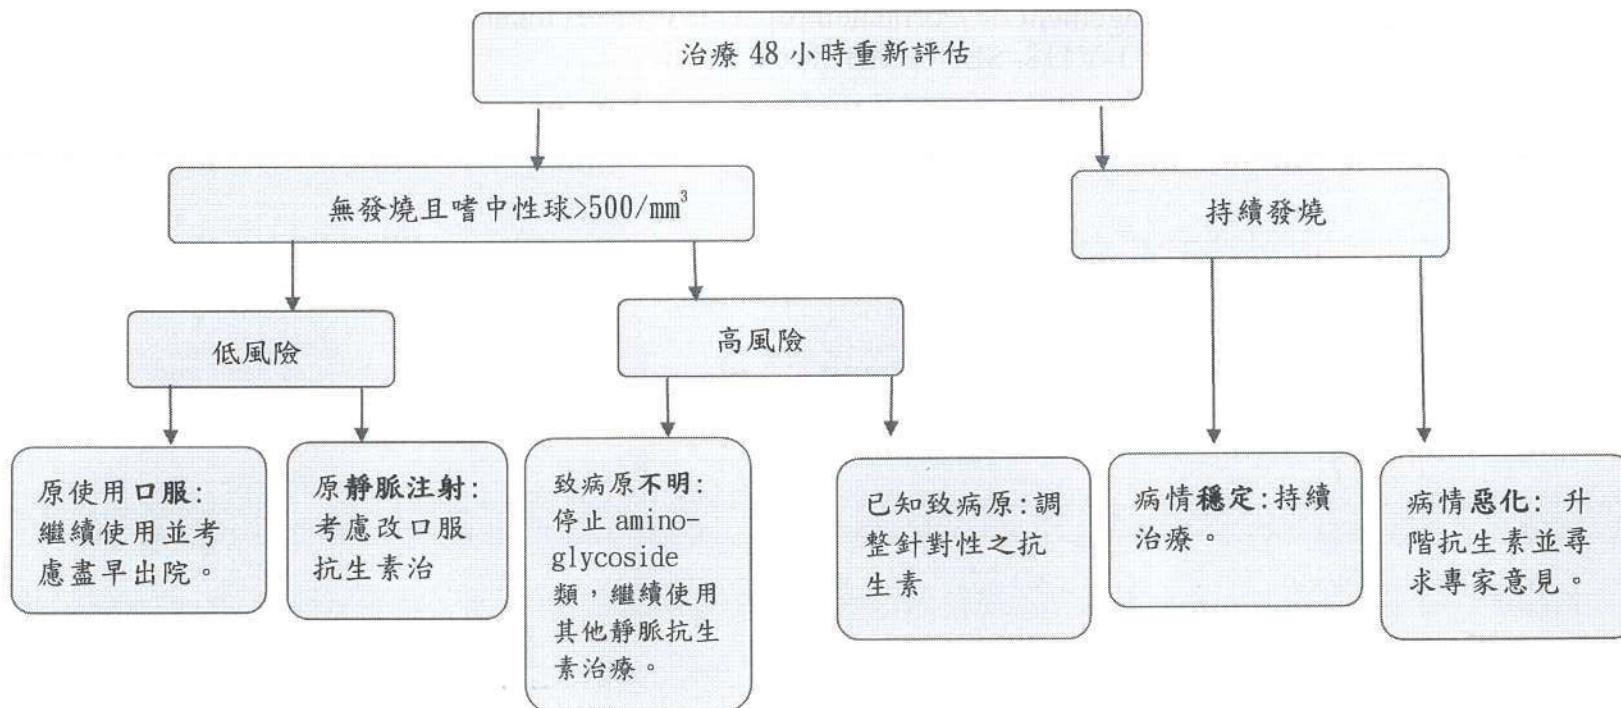 治療 48 小時重新評估
無發燒且嗜中性球>500/mm³
持續發燒
低風險
高風險
原使用口服:
繼續使用並考
慮盡早出院。
原靜脈注射:
考慮改口服
抗生素治
致病原不明:
停止 amino-
glycoside
類，繼續使用
其他靜脈抗生
素治療。
已知致病原:調
整針對性之抗
生素
病情穩定:持續
治療。
病情惡化: 升
階抗生素並尋
求專家意見。